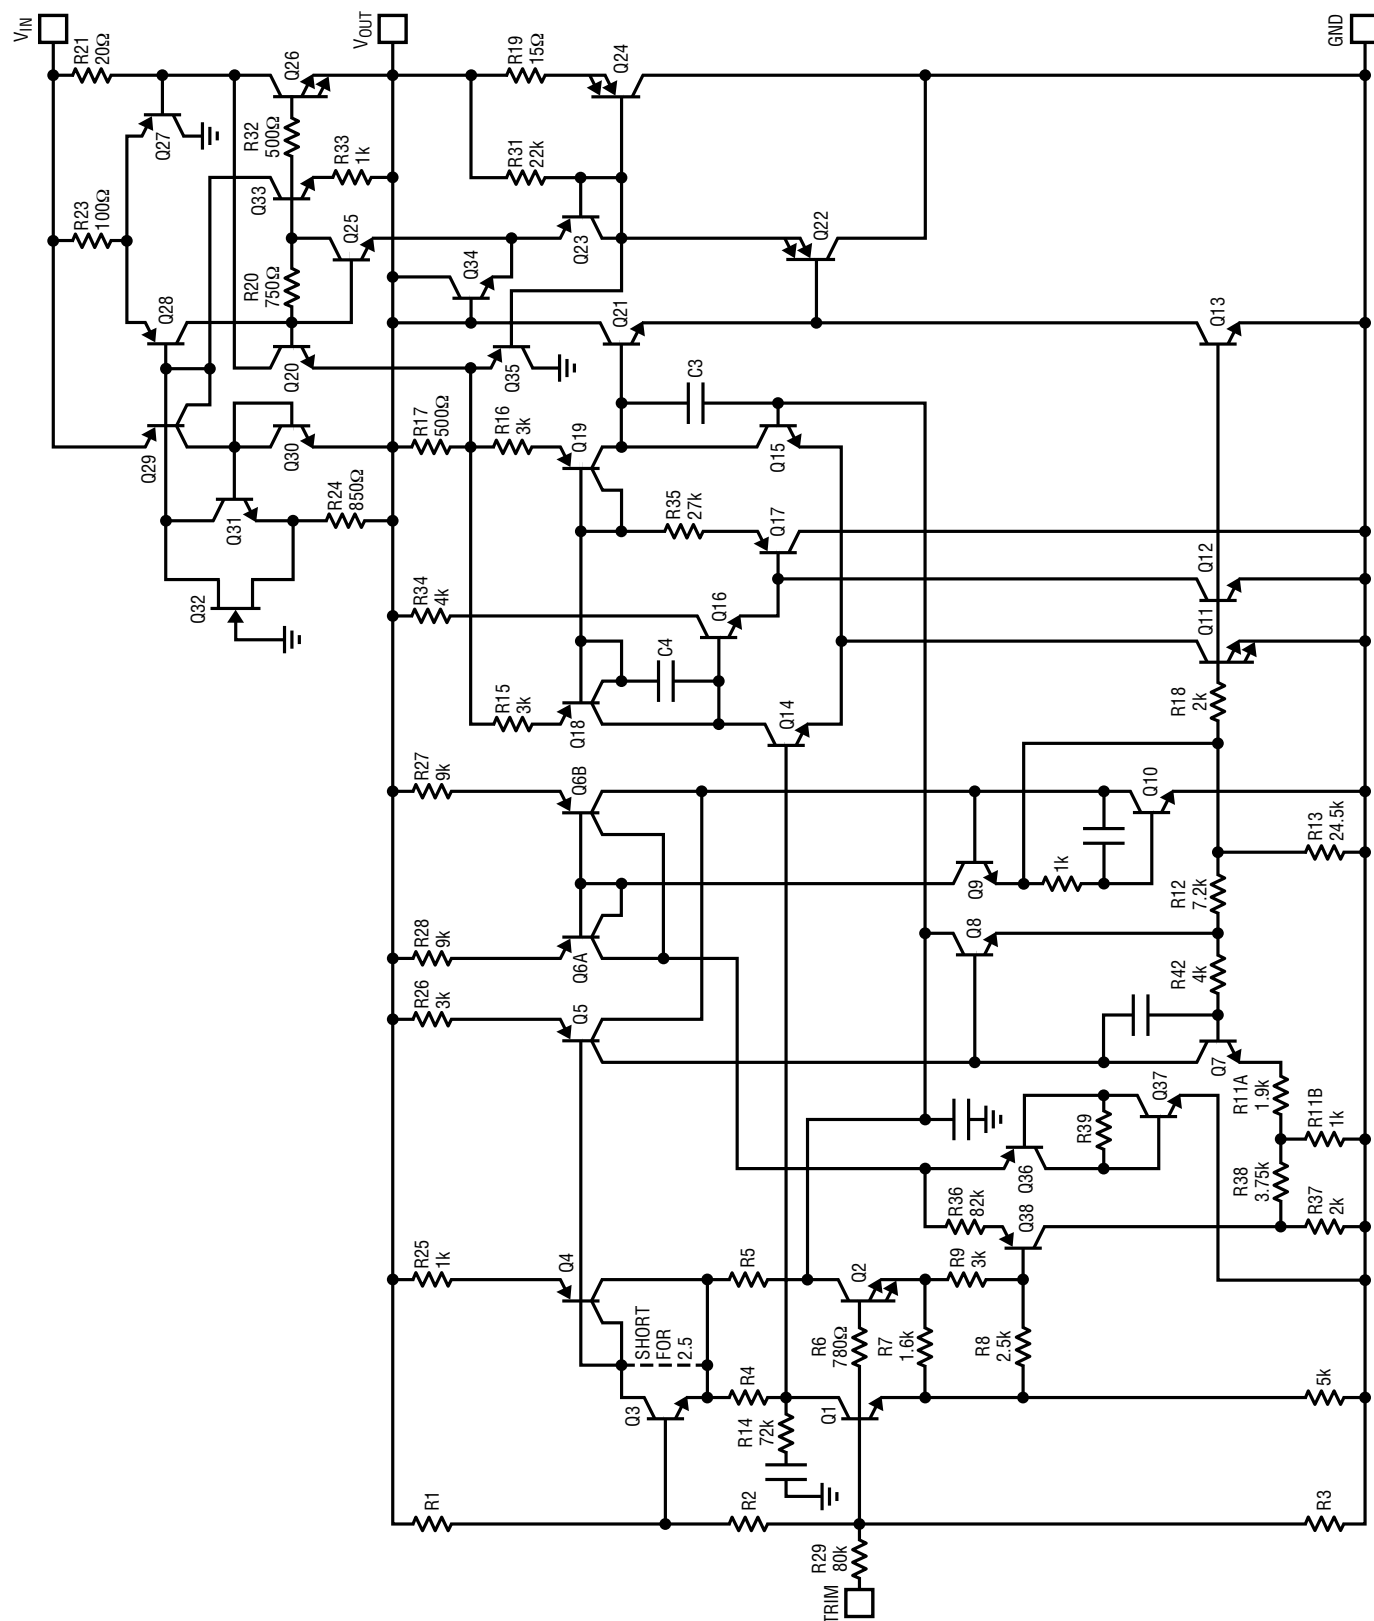 VIN
R21
20Ω
Q27
R23
100Ω
Q28
Q29
Q31
Q32
R24
850Ω
Q30
Q20
R20
750Ω
Q25
Q33
R32
500Ω
R33
1k
Q26
VOUT
R19
15Ω
Q24
R31
22k
Q23
Q22
Q34
Q35
Q21
C3
Q13
R17
500Ω
R16
3k
Q19
Q15
R35
27k
Q17
Q12
R34
4k
Q16
Q11
C4
R15
3k
Q18
Q14
R18
2k
R27
9k
Q6B
Q10
R13
24.5k
1k
Q9
R12
7.2k
R28
9k
Q6A
Q8
R42
4k
R26
3k
Q5
Q7
R11A
1.9k
R11B
1k
Q37
R39
Q36
R38
3.75k
R37
2k
R36
82k
Q38
R25
1k
Q4
R5
Q2
R9
3k
SHORT
FOR
2.5
R6
780Ω
R7
1.6k
R8
2.5k
Q3
R4
Q1
5k
R14
72k
R1
R2
R3
R29
80k
TRIM
GND